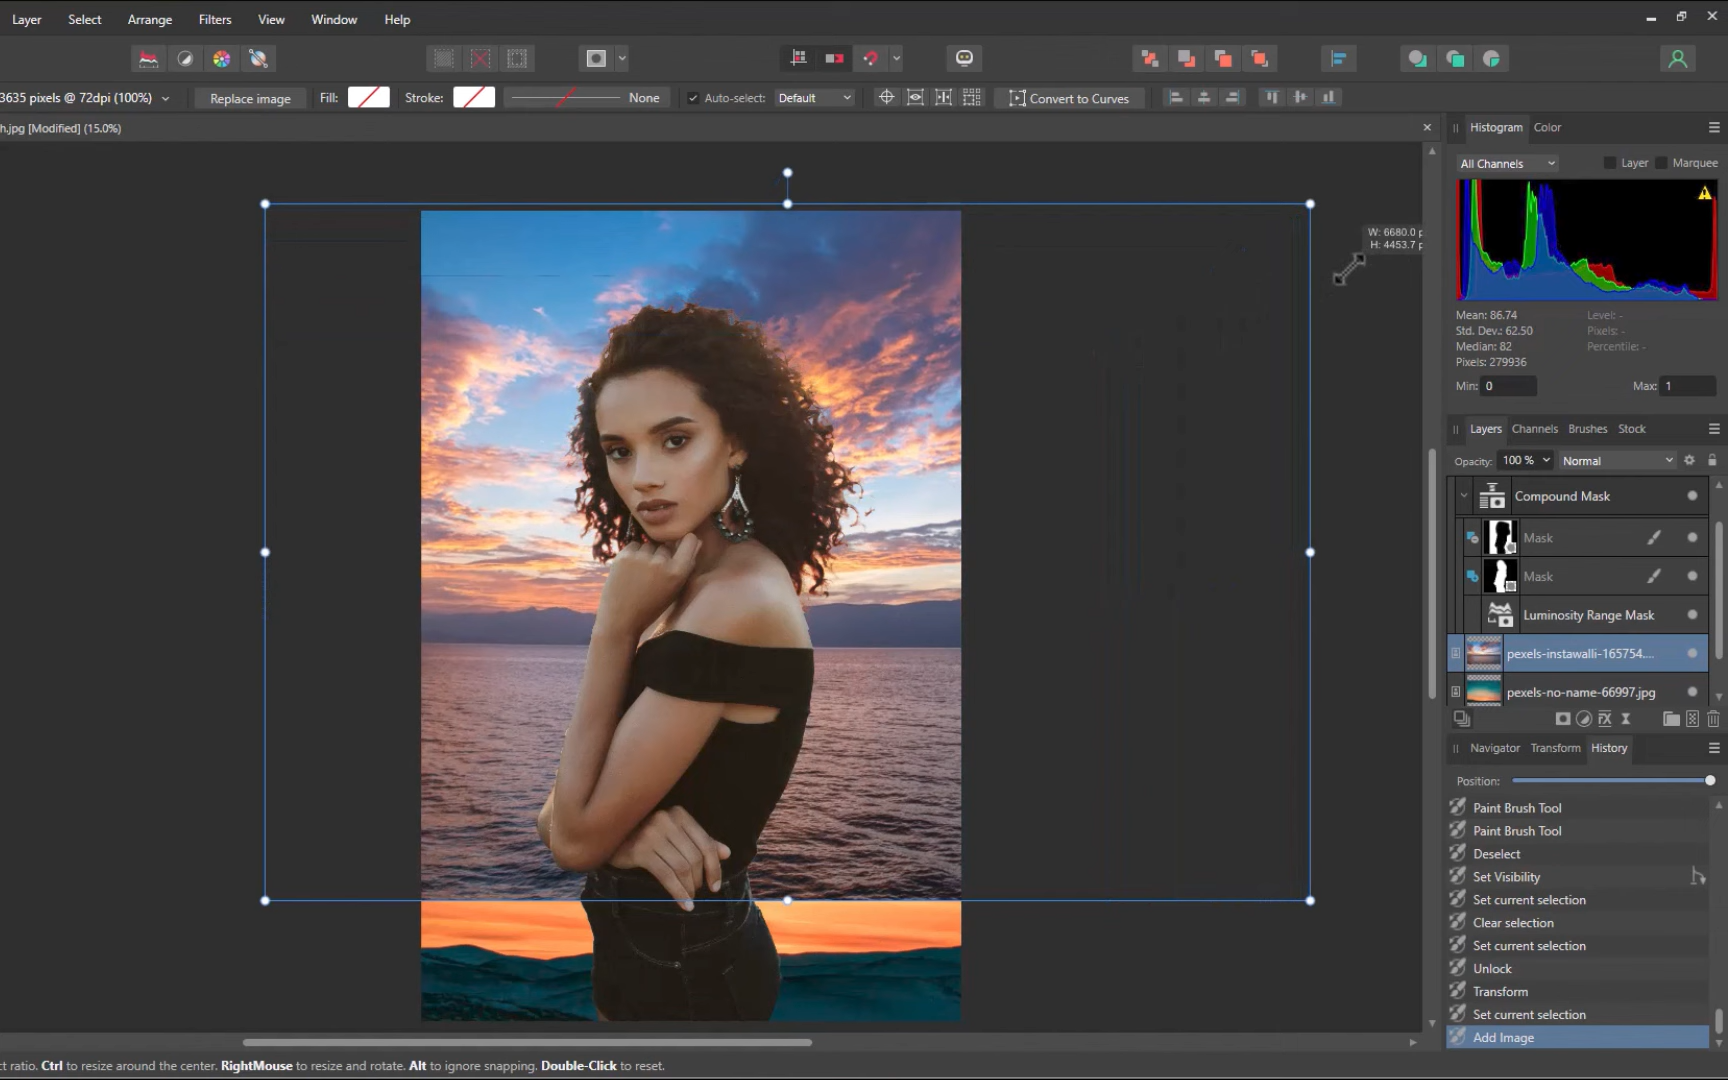 Layer Select Arrange Filters View Window Help
3635 pixels @ 72dpi (100%) Replace image Fill: Stroke: None Auto-select: Default Convert to Curves
h.jpg [Modified] (15.0%)
W: 6680.0 p
H: 4453.7 p
Histogram Color
All Channels Layer Marquee
Mean: 86.74 Level: -
Std. Dev.: 62.50 Pixels: -
Median: 82 Percentile: -
Pixels: 279936
Min: 0 Max: 1
Layers Channels Brushes Stock
Opacity: 100 % Normal
Compound Mask
Mask
Mask
Luminosity Range Mask
pexels-instawalli-165754....
pexels-no-name-66997.jpg
Navigator Transform History
Position:
Paint Brush Tool
Paint Brush Tool
Deselect
Set Visibility
Set current selection
Clear selection
Set current selection
Unlock
Transform
Set current selection
Add Image
ct ratio. Ctrl to resize around the center. RightMouse to resize and rotate. Alt to ignore snapping. Double-Click to reset.